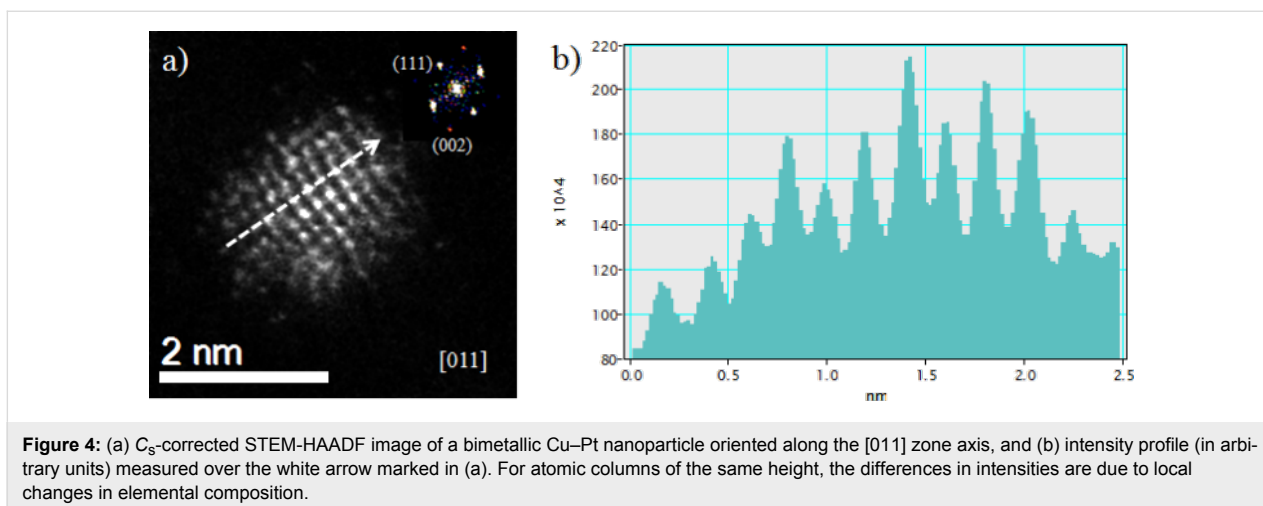 a)
(111)
(002)
2 nm
[011]
b)
220
200
180
160
140
120
100
80
x 10^4
0.0 0.5 1.0 1.5 2.0 2.5
nm
Figure 4: (a) Cs-corrected STEM-HAADF image of a bimetallic Cu–Pt nanoparticle oriented along the [011] zone axis, and (b) intensity profile (in arbi-
trary units) measured over the white arrow marked in (a). For atomic columns of the same height, the differences in intensities are due to local
changes in elemental composition.